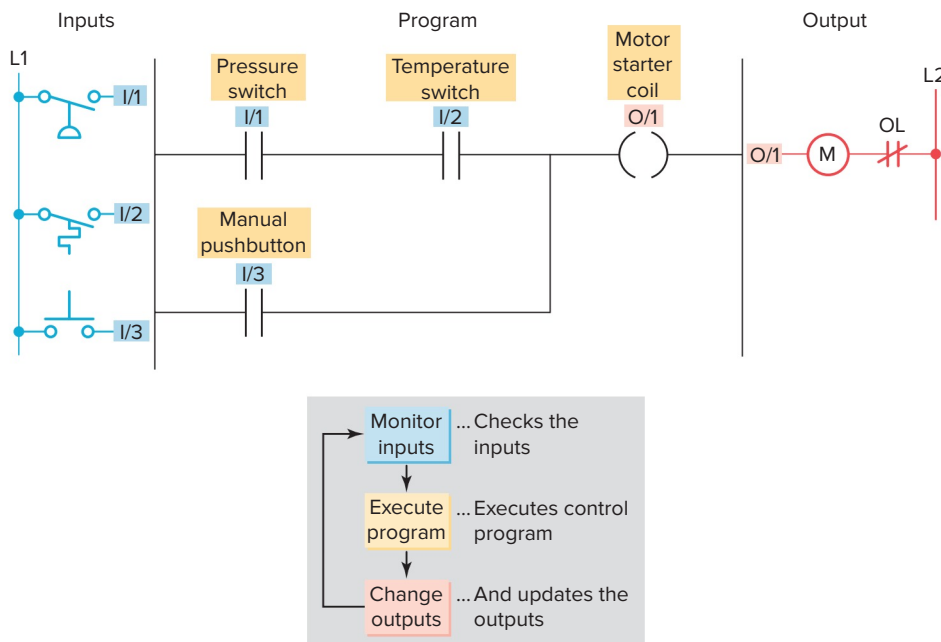 Inputs
Program
Output
L1
I/1
I/2
I/3
Pressure
switch
I/1
Temperature
switch
I/2
Motor
starter
coil
O/1
Manual
pushbutton
I/3
L2
O/1
M
OL
Monitor
inputs
... Checks the
inputs
Execute
program
... Executes control
program
Change
outputs
... And updates the
outputs